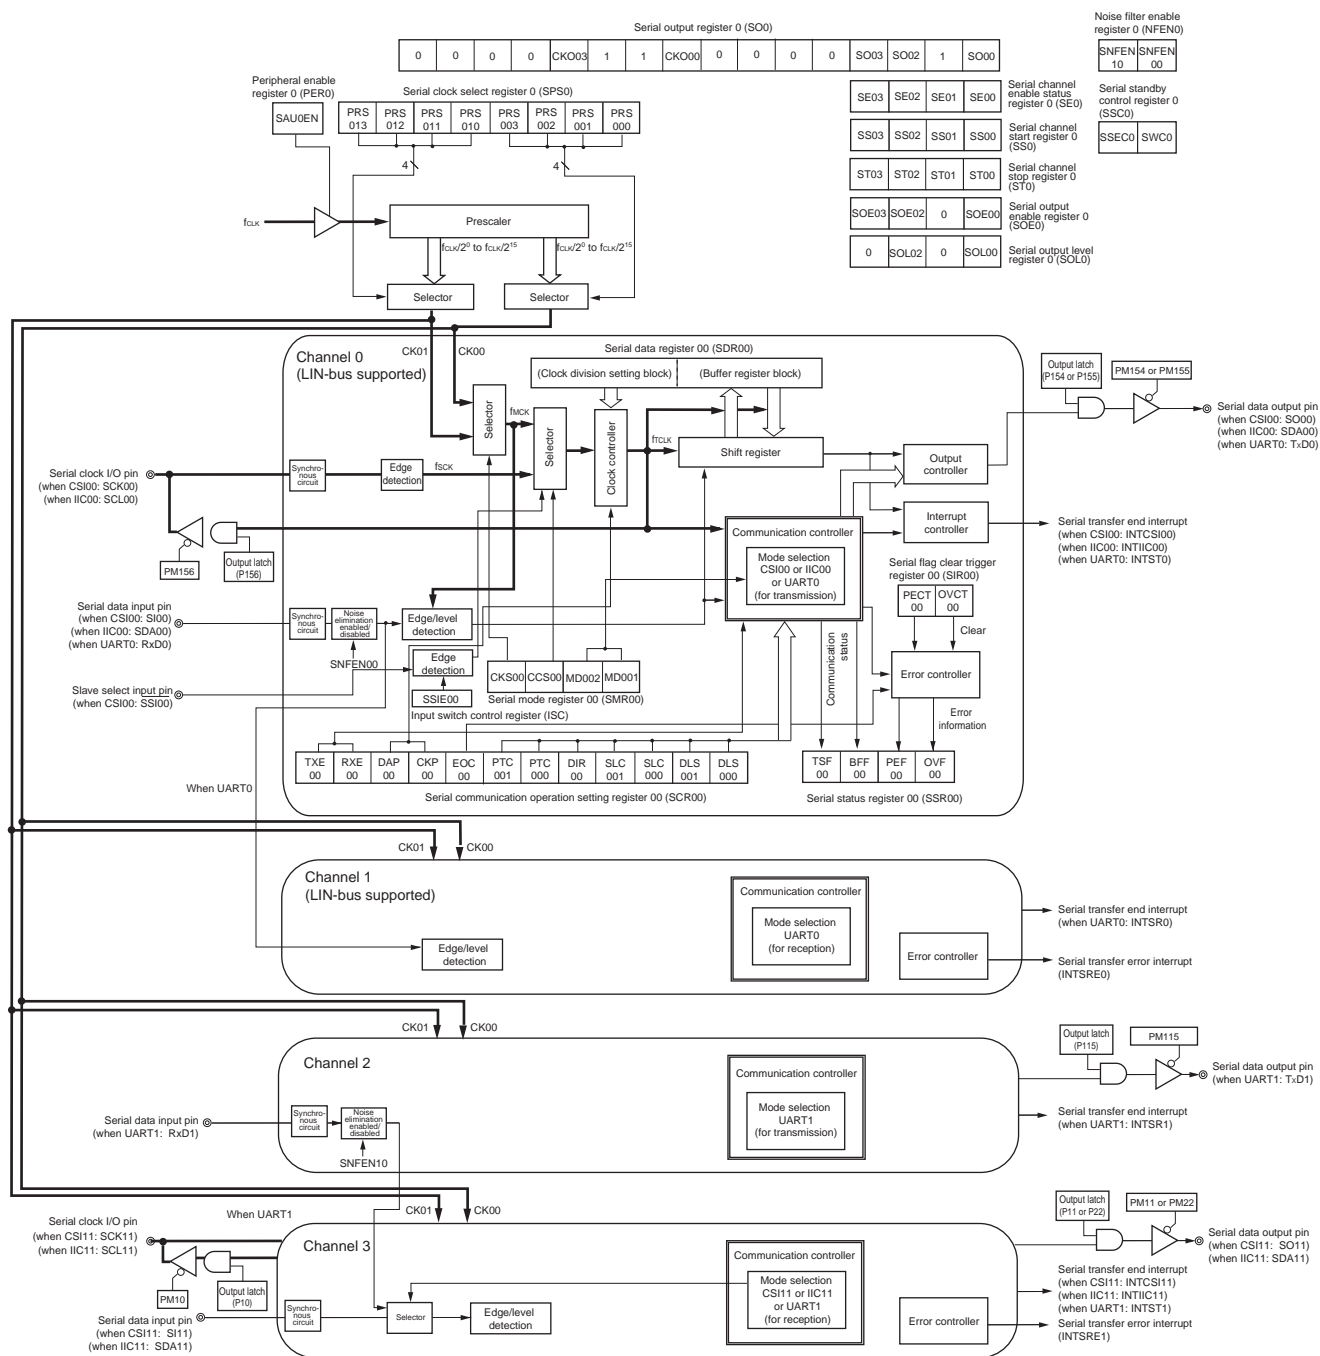 Serial output register 0 (SO0)
0 0 0 0 CKO03 1 1 CKO00 0 0 0 0 SO03 SO02 1 SO00
Noise filter enable
register 0 (NFEN0)
SNFEN
10
SNFEN
00
Peripheral enable
register 0 (PER0)
SAU0EN
Serial clock select register 0 (SPS0)
PRS
013
PRS
012
PRS
011
PRS
010
PRS
003
PRS
002
PRS
001
PRS
000
4
4
SE03 SE02 SE01 SE00
Serial channel
enable status
register 0 (SE0)
Serial standby
control register 0
(SSC0)
SSEC0 SWC0
SS03 SS02 SS01 SS00
Serial channel
start register 0
(SS0)
ST03 ST02 ST01 ST00
Serial channel
stop register 0
(ST0)
SOE03 SOE02 0 SOE00
Serial output
enable register 0
(SOE0)
0 SOL02 0 SOL00
Serial output level
register 0 (SOL0)
fCLK
Prescaler
fCLK/2⁰ to fCLK/2¹⁵
fCLK/2⁰ to fCLK/2¹⁵
Selector
Selector
Channel 0
(LIN-bus supported)
CK01
CK00
Serial data register 00 (SDR00)
(Clock division setting block)
(Buffer register block)
Selector
fMCK
Selector
Clock controller
fTCLK
Shift register
Output
controller
Interrupt
controller
Output latch
(P154 or P155)
PM154 or PM155
Serial data output pin
(when CSI00: SO00)
(when IIC00: SDA00)
(when UART0: TxD0)
Serial clock I/O pin
(when CSI00: SCK00)
(when IIC00: SCL00)
Synchro-
nous
circuit
Edge
detection
fSCK
PM156
Output latch
(P156)
Communication controller
Mode selection
CSI00 or IIC00
or UART0
(for transmission)
Serial transfer end interrupt
(when CSI00: INTCSI00)
(when IIC00: INTIIC00)
(when UART0: INTST0)
Serial flag clear trigger
register 00 (SIR00)
PECT
00
OVCT
00
Clear
Error controller
Error
information
Communication
status
Serial data input pin
(when CSI00: SI00)
(when IIC00: SDA00)
(when UART0: RxD0)
Synchro-
nous
circuit
Noise
elimination
enabled/
disabled
SNFEN00
Edge/level
detection
Slave select input pin
(when CSI00: SSI00)
Edge
detection
SSIE00
Input switch control register (ISC)
CKS00 CCS00 MD002 MD001
Serial mode register 00 (SMR00)
TXE
00
RXE
00
DAP
00
CKP
00
EOC
00
PTC
001
PTC
000
DIR
00
SLC
001
SLC
000
DLS
001
DLS
000
Serial communication operation setting register 00 (SCR00)
TSF
00
BFF
00
PEF
00
OVF
00
Serial status register 00 (SSR00)
When UART0
CK01
CK00
Channel 1
(LIN-bus supported)
Edge/level
detection
Communication controller
Mode selection
UART0
(for reception)
Error controller
Serial transfer end interrupt
(when UART0: INTSR0)
Serial transfer error interrupt
(INTSRE0)
CK01
CK00
Channel 2
Communication controller
Mode selection
UART1
(for transmission)
Output latch
(P115)
PM115
Serial data output pin
(when UART1: TxD1)
Serial data input pin
(when UART1: RxD1)
Synchro-
nous
circuit
Noise
elimination
enabled/
disabled
SNFEN10
Serial transfer end interrupt
(when UART1: INTSR1)
When UART1
CK01
CK00
Channel 3
Serial clock I/O pin
(when CSI11: SCK11)
(when IIC11: SCL11)
PM10
Output latch
(P10)
Serial data input pin
(when CSI11: SI11)
(when IIC11: SDA11)
Synchro-
nous
circuit
Selector
Edge/level
detection
Communication controller
Mode selection
CSI11 or IIC11
or UART1
(for reception)
Error controller
Output latch
(P11 or P22)
PM11 or PM22
Serial data output pin
(when CSI11: SO11)
(when IIC11: SDA11)
Serial transfer end interrupt
(when CSI11: INTCSI11)
(when IIC11: INTIIC11)
(when UART1: INTST1)
Serial transfer error interrupt
(INTSRE1)